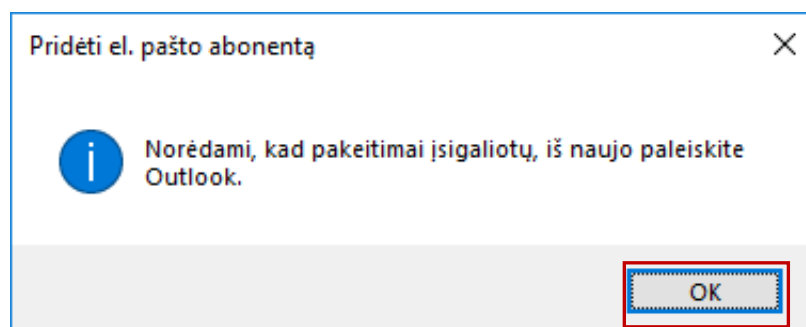 Pridėti el. pašto abonentą
Norėdami, kad pakeitimai įsigaliotų, iš naujo paleiskite
Outlook.
OK